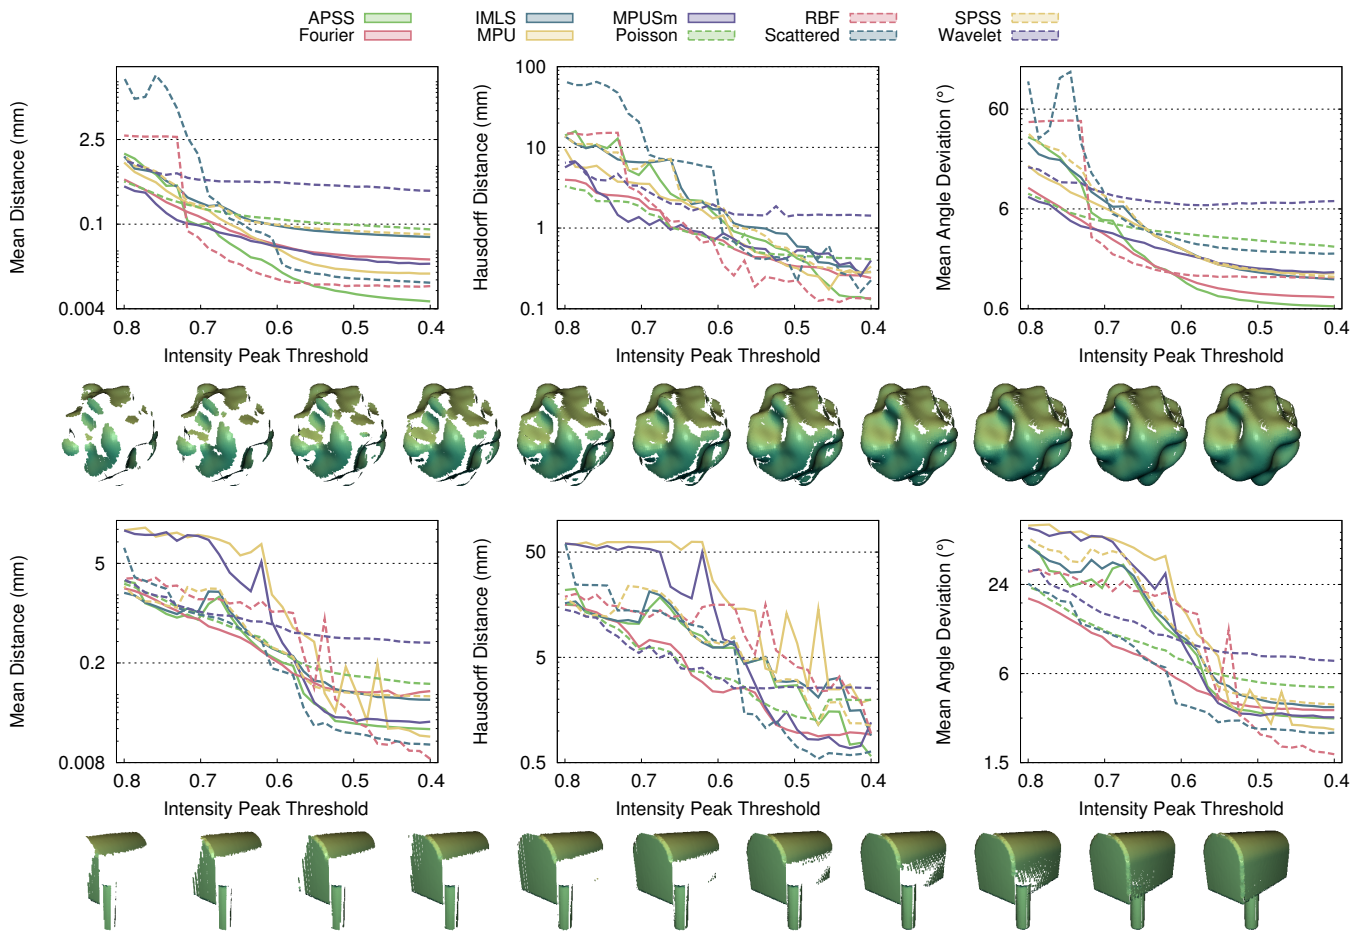 APSS IMLS MPUSm RBF SPSS
Fourier MPU Poisson Scattered Wavelet
Mean Distance (mm)
2.5
0.1
0.004
0.8 0.7 0.6 0.5 0.4
Intensity Peak Threshold
Hausdorff Distance (mm)
100
10
1
0.1
0.8 0.7 0.6 0.5 0.4
Intensity Peak Threshold
Mean Angle Deviation (°)
60
6
0.6
0.8 0.7 0.6 0.5 0.4
Intensity Peak Threshold
Mean Distance (mm)
5
0.2
0.008
0.8 0.7 0.6 0.5 0.4
Intensity Peak Threshold
Hausdorff Distance (mm)
50
5
0.5
0.8 0.7 0.6 0.5 0.4
Intensity Peak Threshold
Mean Angle Deviation (°)
24
6
1.5
0.8 0.7 0.6 0.5 0.4
Intensity Peak Threshold